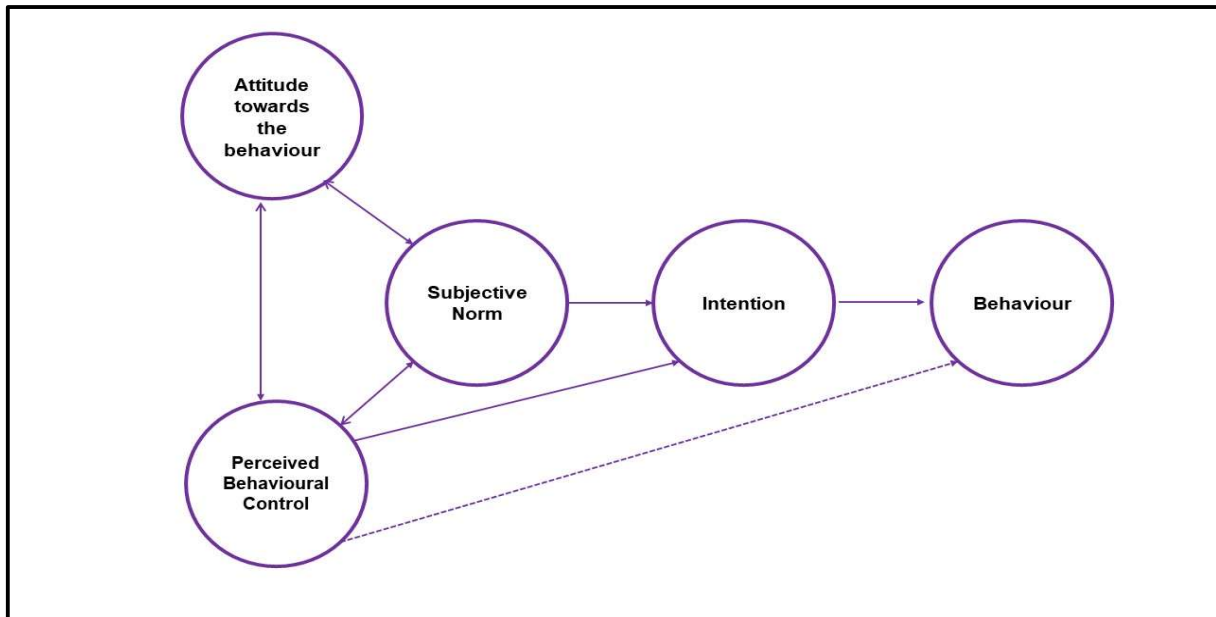 Attitude
towards
the
behaviour
Subjective
Norm
Intention
Behaviour
Perceived
Behavioural
Control